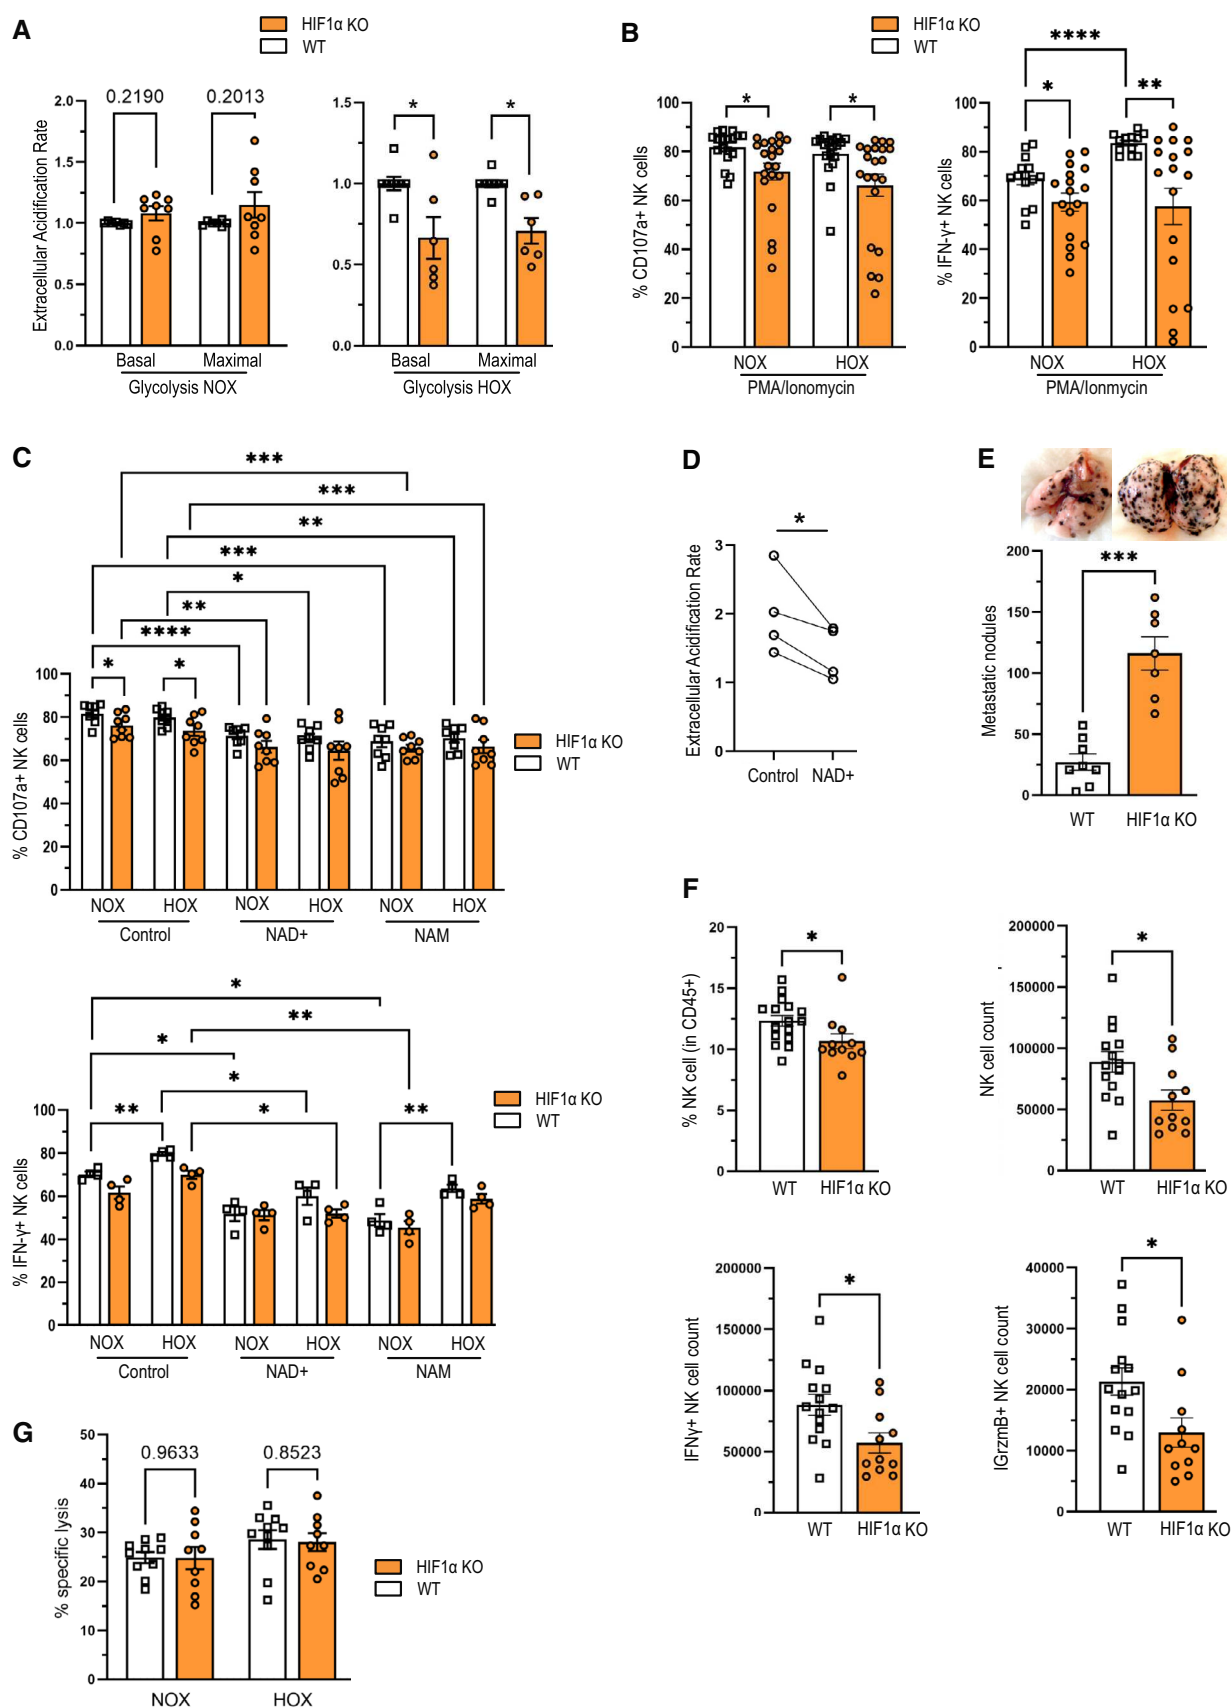 A
HIF1α KO
WT
0.2190
0.2013
*
*
Extracellular Acidification Rate
2.0
1.5
1.0
0.5
0.0
1.5
1.0
0.5
0.0
Basal
Maximal
Glycolysis NOX
Basal
Maximal
Glycolysis HOX
B
HIF1α KO
WT
*
*
% CD107a+ NK cells
100
80
60
40
20
0
NOX
HOX
PMA/Ionomycin
****
*
**
% IFN-γ+ NK cells
100
80
60
40
20
0
NOX
HOX
PMA/Ionmycin
C
***
***
**
***
*
**
****
*
*
% CD107a+ NK cells
100
80
60
40
20
0
HIF1α KO
WT
NOX
HOX
NOX
HOX
NOX
HOX
Control
NAD+
NAM
*
**
*
*
**
*
**
% IFN-γ+ NK cells
100
80
60
40
20
0
HIF1α KO
WT
NOX
HOX
NOX
HOX
NOX
HOX
Control
NAD+
NAM
D
*
Extracellular Acidification Rate
3
2
1
0
Control
NAD+
E
***
Metastatic nodules
200
150
100
50
0
WT
HIF1α KO
F
*
% NK cell (in CD45+)
20
15
10
5
0
WT
HIF1α KO
*
NK cell count
200000
150000
100000
50000
0
WT
HIF1α KO
*
IFNγ+ NK cell count
200000
150000
100000
50000
0
WT
HIF1α KO
*
IGrzmB+ NK cell count
40000
30000
20000
10000
0
WT
HIF1α KO
G
0.9633
0.8523
% specific lysis
50
40
30
20
10
0
NOX
HOX
HIF1α KO
WT